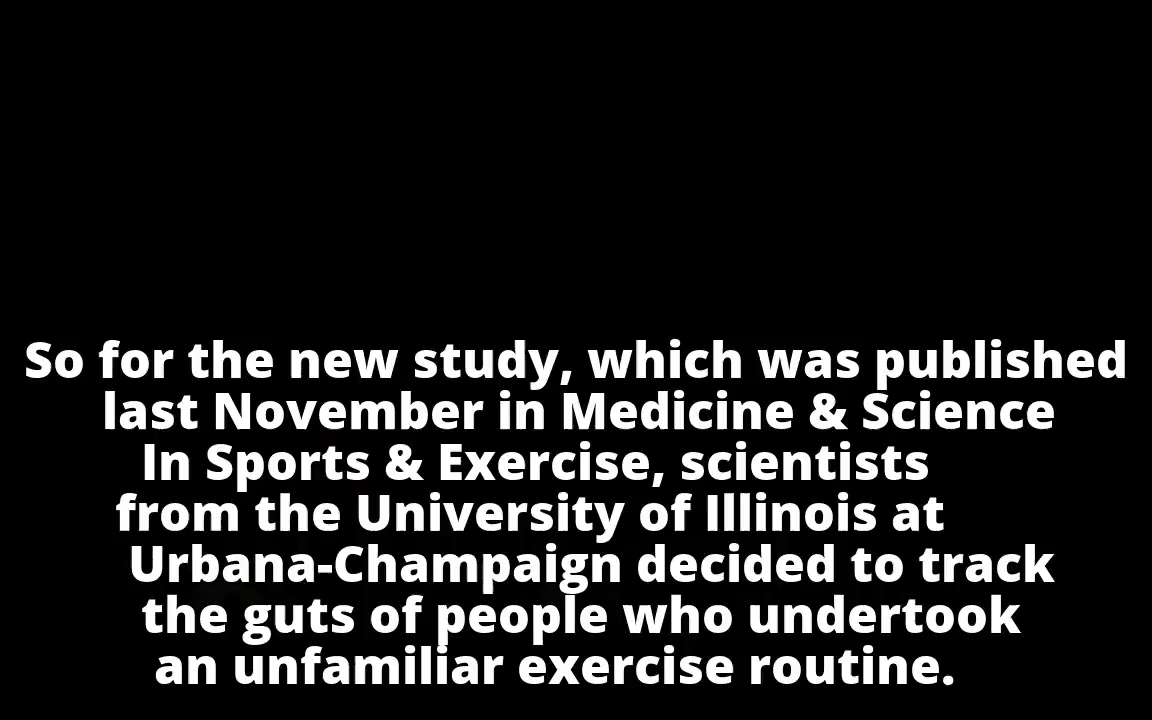 So for the new study, which was published
last November in Medicine & Science
In Sports & Exercise, scientists
from the University of Illinois at
Urbana-Champaign decided to track
the guts of people who undertook
an unfamiliar exercise routine.